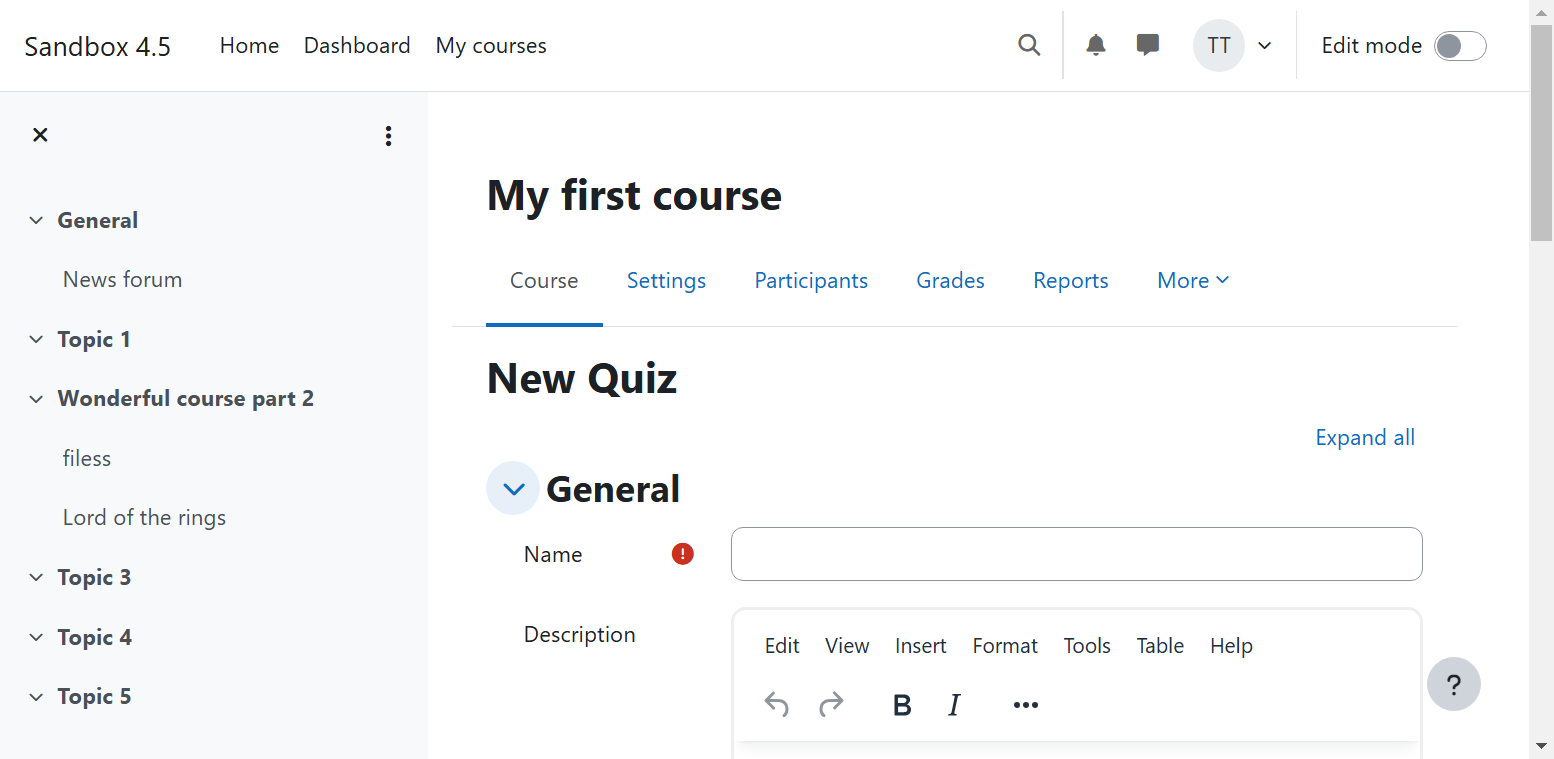 Sandbox 4.5 Home Dashboard My courses TT Edit mode
General
News forum
Topic 1
Wonderful course part 2
filess
Lord of the rings
Topic 3
Topic 4
Topic 5
My first course
Course Settings Participants Grades Reports More
New Quiz
Expand all
General
Name
Description
Edit View Insert Format Tools Table Help
B I
?